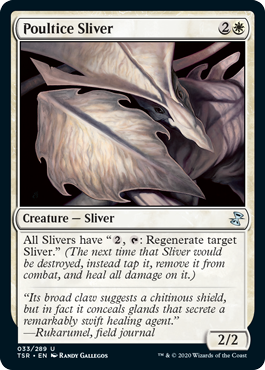 Poultice Sliver 2
Creature — Sliver
All Slivers have “2, : Regenerate target
Sliver.” (The next time that Sliver would
be destroyed, instead tap it, remove it from
combat, and heal all damage on it.)
“Its broad claw suggests a chitinous shield,
but in fact it conceals glands that secrete a
remarkably swift healing agent.”
—Rukarumel, field journal
2/2
033/289 U
TSR • EN RANDY GALLEGOS ™ & © 2020 Wizards of the Coast